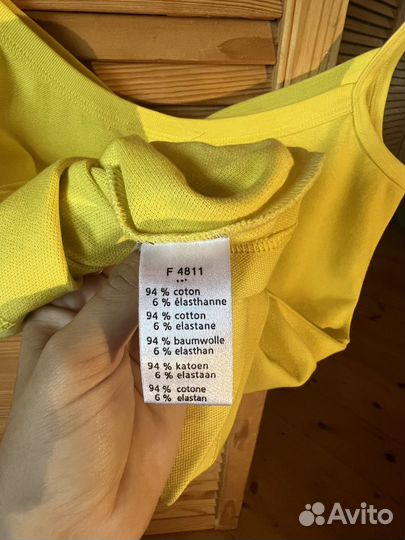 F 4811
94 % coton
6 % élasthanne
94 % cotton
6 % elastane
94 % baumwolle
6 % elasthan
94 % katoen
6 % elastaan
94 % cotone
6 % elastan
Avito